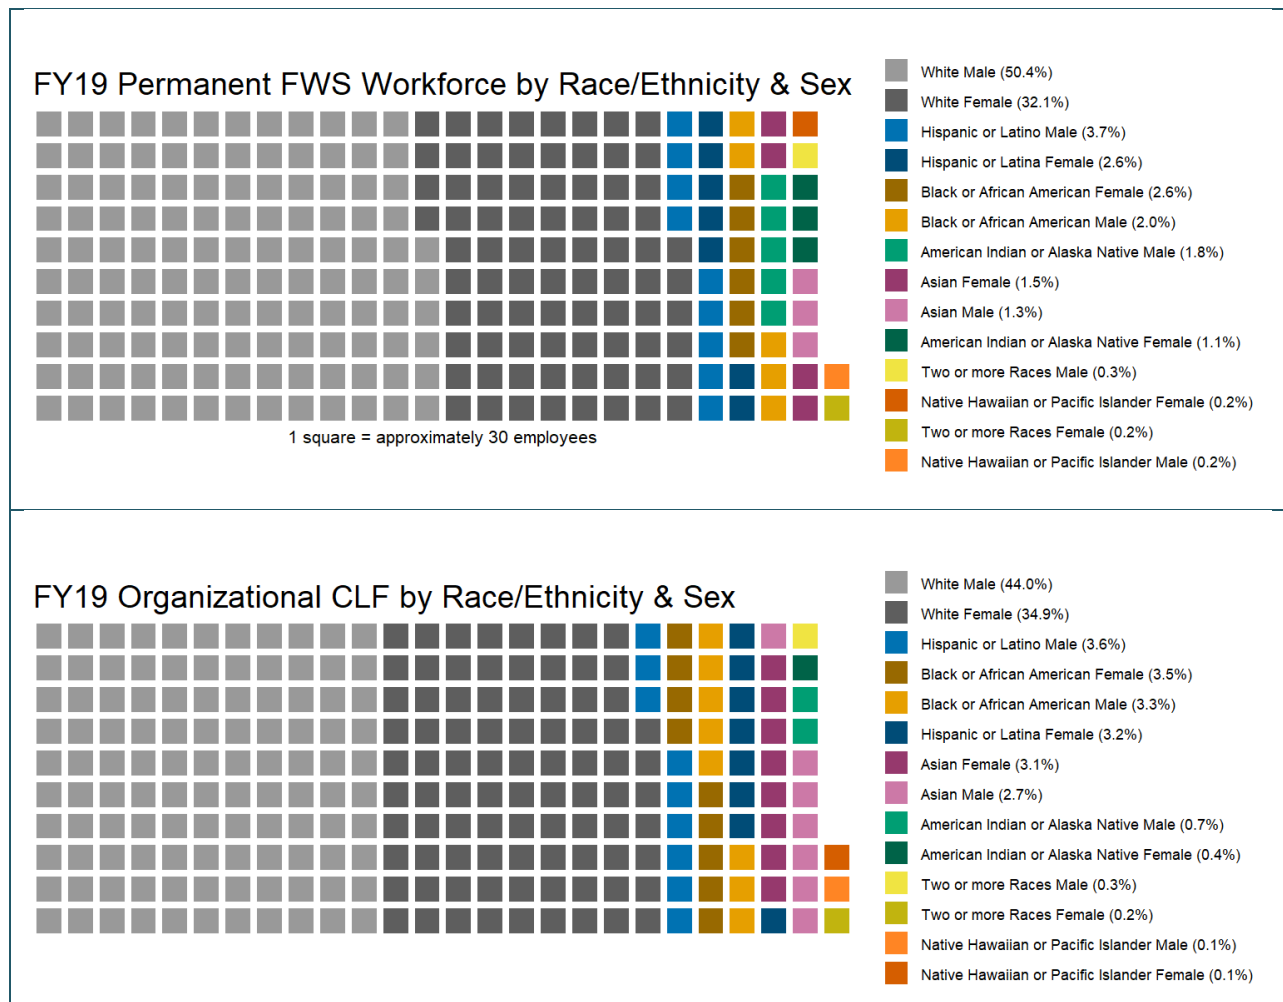 FY19 Permanent FWS Workforce by Race/Ethnicity & Sex
1 square = approximately 30 employees
White Male (50.4%)
White Female (32.1%)
Hispanic or Latino Male (3.7%)
Hispanic or Latina Female (2.6%)
Black or African American Female (2.6%)
Black or African American Male (2.0%)
American Indian or Alaska Native Male (1.8%)
Asian Female (1.5%)
Asian Male (1.3%)
American Indian or Alaska Native Female (1.1%)
Two or more Races Male (0.3%)
Native Hawaiian or Pacific Islander Female (0.2%)
Two or more Races Female (0.2%)
Native Hawaiian or Pacific Islander Male (0.2%)
FY19 Organizational CLF by Race/Ethnicity & Sex
White Male (44.0%)
White Female (34.9%)
Hispanic or Latino Male (3.6%)
Black or African American Female (3.5%)
Black or African American Male (3.3%)
Hispanic or Latina Female (3.2%)
Asian Female (3.1%)
Asian Male (2.7%)
American Indian or Alaska Native Male (0.7%)
American Indian or Alaska Native Female (0.4%)
Two or more Races Male (0.3%)
Two or more Races Female (0.2%)
Native Hawaiian or Pacific Islander Male (0.1%)
Native Hawaiian or Pacific Islander Female (0.1%)